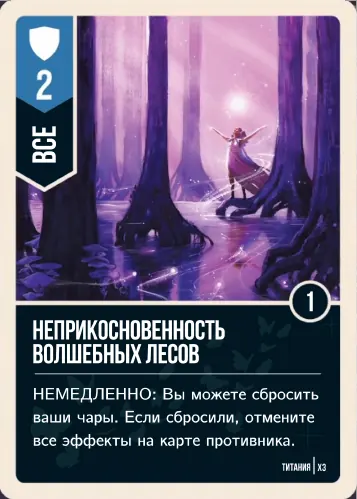 2
ВСЕ
1
НЕПРИКОСНОВЕННОСТЬ
ВОЛШЕБНЫХ ЛЕСОВ
НЕМЕДЛЕННО: Вы можете сбросить
ваши чары. Если сбросили, отмените
все эффекты на карте противника.
ТИТАНИЯ | X3